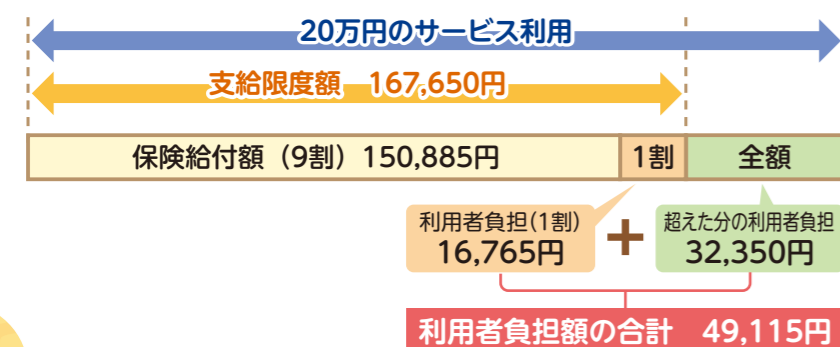 20万円のサービス利用
支給限度額 167,650円
保険給付額（9割）150,885円
1割
全額
利用者負担（1割）
16,765円
+
超えた分の利用者負担
32,350円
利用者負担額の合計 49,115円